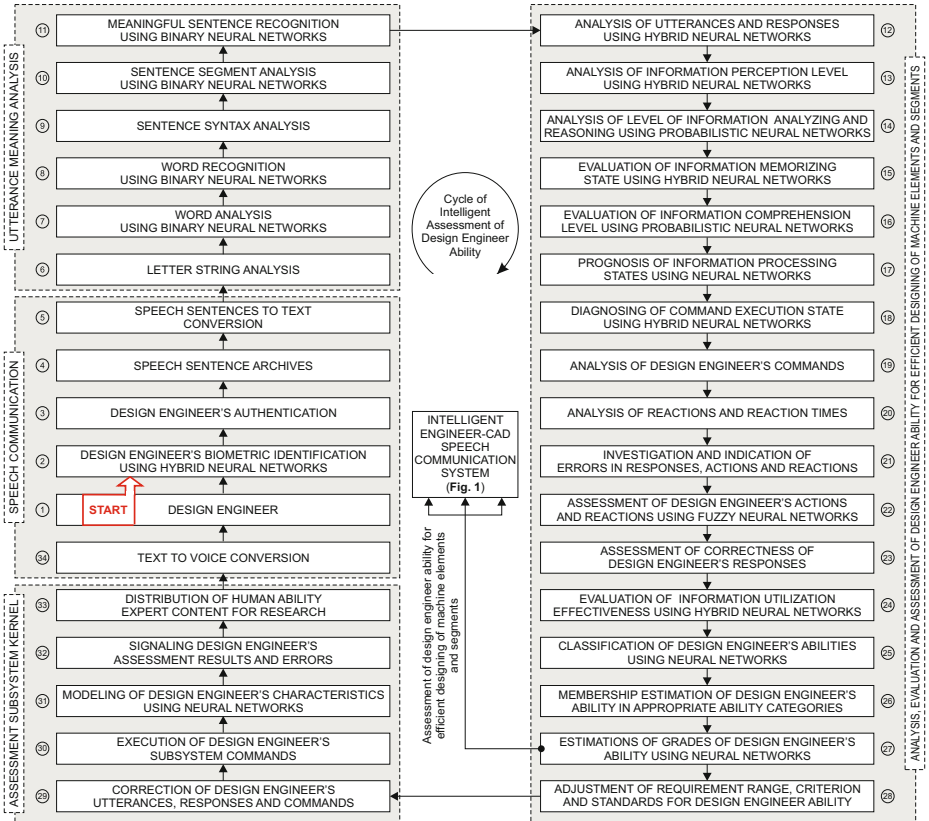 UTTERANCE MEANING ANALYSIS
11
MEANINGFUL SENTENCE RECOGNITION
USING BINARY NEURAL NETWORKS
10
SENTENCE SEGMENT ANALYSIS
USING BINARY NEURAL NETWORKS
9
SENTENCE SYNTAX ANALYSIS
8
WORD RECOGNITION
USING BINARY NEURAL NETWORKS
7
WORD ANALYSIS
USING BINARY NEURAL NETWORKS
6
LETTER STRING ANALYSIS
SPEECH COMMUNICATION
5
SPEECH SENTENCES TO TEXT
CONVERSION
4
SPEECH SENTENCE ARCHIVES
3
DESIGN ENGINEER'S AUTHENTICATION
2
DESIGN ENGINEER'S BIOMETRIC IDENTIFICATION
USING HYBRID NEURAL NETWORKS
1
START
DESIGN ENGINEER
34
TEXT TO VOICE CONVERSION
ASSESSMENT SUBSYSTEM KERNEL
33
DISTRIBUTION OF HUMAN ABILITY
EXPERT CONTENT FOR RESEARCH
32
SIGNALING DESIGN ENGINEER'S
ASSESSMENT RESULTS AND ERRORS
31
MODELING OF DESIGN ENGINEER'S CHARACTERISTICS
USING NEURAL NETWORKS
30
EXECUTION OF DESIGN ENGINEER'S
SUBSYSTEM COMMANDS
29
CORRECTION OF DESIGN ENGINEER'S
UTTERANCES, RESPONSES AND COMMANDS
Cycle of
Intelligent
Assessment of
Design Engineer
Ability
INTELLIGENT
ENGINEER-CAD
SPEECH
COMMUNICATION
SYSTEM
(Fig. 1)
Assessment of design engineer ability for
efficient designing of machine elements
and segments
ANALYSIS OF UTTERANCES AND RESPONSES
USING HYBRID NEURAL NETWORKS
12
ANALYSIS OF INFORMATION PERCEPTION LEVEL
USING HYBRID NEURAL NETWORKS
13
ANALYSIS OF LEVEL OF INFORMATION ANALYZING AND
REASONING USING PROBABILISTIC NEURAL NETWORKS
14
EVALUATION OF INFORMATION MEMORIZING
STATE USING HYBRID NEURAL NETWORKS
15
EVALUATION OF INFORMATION COMPREHENSION
LEVEL USING PROBABILISTIC NEURAL NETWORKS
16
PROGNOSIS OF INFORMATION PROCESSING
STATES USING NEURAL NETWORKS
17
DIAGNOSING OF COMMAND EXECUTION STATE
USING HYBRID NEURAL NETWORKS
18
ANALYSIS OF DESIGN ENGINEER'S COMMANDS
19
ANALYSIS OF REACTIONS AND REACTION TIMES
20
INVESTIGATION AND INDICATION OF
ERRORS IN RESPONSES, ACTIONS AND REACTIONS
21
ASSESSMENT OF DESIGN ENGINEER'S ACTIONS
AND REACTIONS USING FUZZY NEURAL NETWORKS
22
ASSESSMENT OF CORRECTNESS OF
DESIGN ENGINEER'S RESPONSES
23
EVALUATION OF INFORMATION UTILIZATION
EFFECTIVENESS USING HYBRID NEURAL NETWORKS
24
CLASSIFICATION OF DESIGN ENGINEER'S ABILITIES
USING NEURAL NETWORKS
25
MEMBERSHIP ESTIMATION OF DESIGN ENGINEER'S
ABILITY IN APPROPRIATE ABILITY CATEGORIES
26
ESTIMATIONS OF GRADES OF DESIGN ENGINEER'S
ABILITY USING NEURAL NETWORKS
27
ADJUSTMENT OF REQUIREMENT RANGE, CRITERION
AND STANDARDS FOR DESIGN ENGINEER ABILITY
28
ANALYSIS, EVALUATION AND ASSESSMENT OF DESIGN ENGINEER ABILITY FOR EFFICIENT DESIGNING OF MACHINE ELEMENTS AND SEGMENTS